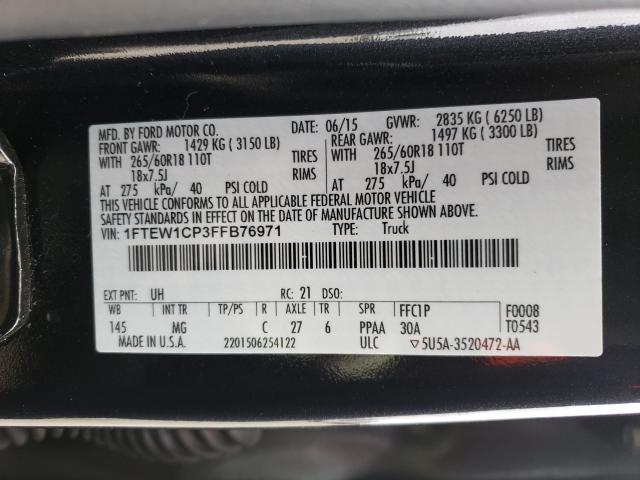 MFD. BY FORD MOTOR CO. DATE: 06/15 GVWR: 2835 KG ( 6250 LB)
FRONT GAWR: 1429 KG ( 3150 LB) REAR GAWR: 1497 KG ( 3300 LB)
WITH 265/60R18 110T TIRES WITH 265/60R18 110T TIRES
18x7.5J RIMS 18x7.5J RIMS
AT 275 kPa/ 40 PSI COLD AT 275 kPa/ 40 PSI COLD
THIS VEHICLE CONFORMS TO ALL APPLICABLE FEDERAL MOTOR VEHICLE
SAFETY STANDARDS IN EFFECT ON THE DATE OF MANUFACTURE SHOWN ABOVE.
VIN: 1FTEW1CP3FFB76971 TYPE: Truck
EXT PNT: UH RC: 21 DSO:
WB INT TR TP/PS R AXLE TR SPR FFC1P F0008
145 MG C 27 6 PPAA 30A T0543
MADE IN U.S.A. 2201506254122 ULC ▽5U5A-3520472-AA